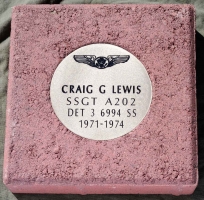 CRAIG G LEWIS
SSGT A202
DET 3 6994 SS
1971-1974